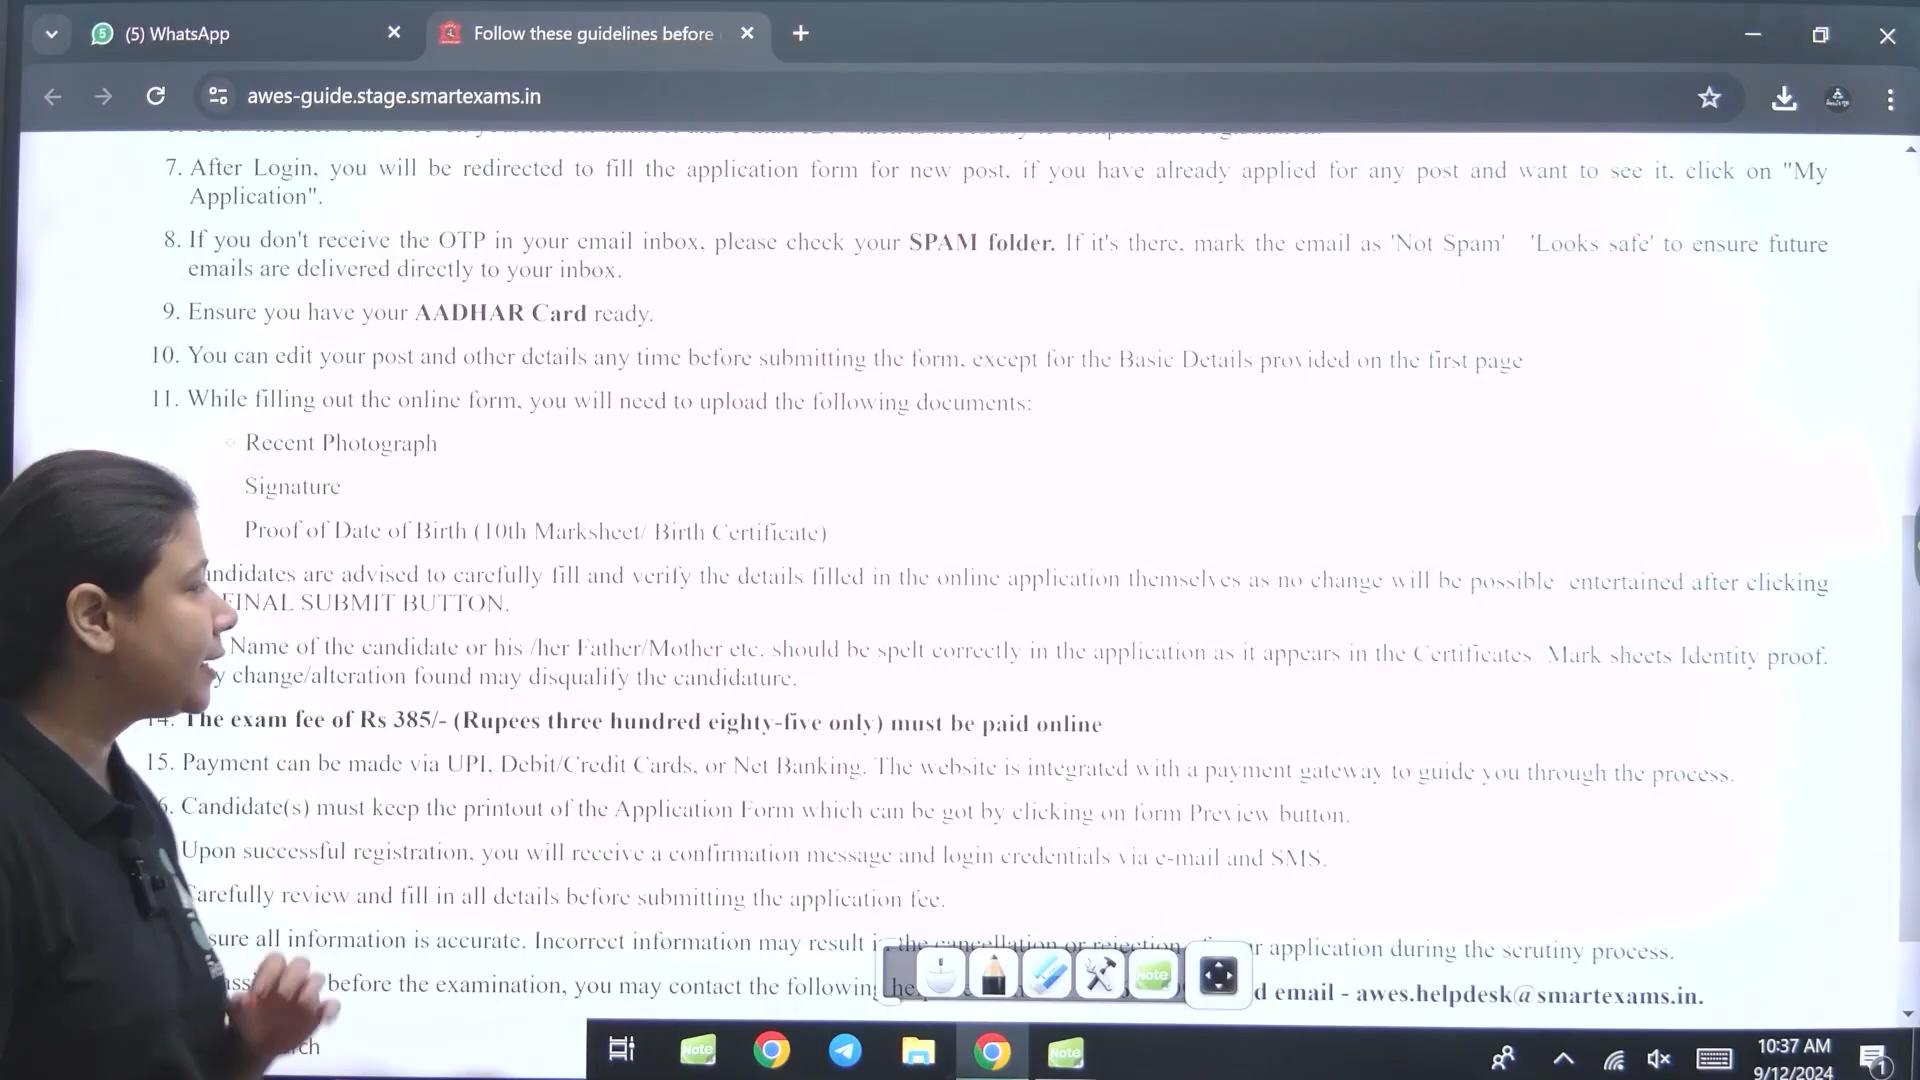 (5) WhatsApp
Follow these guidelines before
awes-guide.stage.smartexams.in
7. After Login, you will be redirected to fill the application form for new post, if you have already applied for any post and want to see it, click on "My
Application".
8. If you don't receive the OTP in your email inbox, please check your SPAM folder. If it's there, mark the email as 'Not Spam' 'Looks safe' to ensure future
emails are delivered directly to your inbox.
9. Ensure you have your AADHAR Card ready.
10. You can edit your post and other details any time before submitting the form, except for the Basic Details provided on the first page
11. While filling out the online form, you will need to upload the following documents:
Recent Photograph
Signature
Proof of Date of Birth (10th Marksheet/ Birth Certificate)
andidates are advised to carefully fill and verify the details filled in the online application themselves as no change will be possible entertained after clicking
FINAL SUBMIT BUTTON.
Name of the candidate or his /her Father/Mother etc. should be spelt correctly in the application as it appears in the Certificates Mark sheets Identity proof.
y change/alteration found may disqualify the candidature.
14. The exam fee of Rs 385/- (Rupees three hundred eighty-five only) must be paid online
15. Payment can be made via UPI, Debit/Credit Cards, or Net Banking. The website is integrated with a payment gateway to guide you through the process.
6. Candidate(s) must keep the printout of the Application Form which can be got by clicking on form Preview button.
Upon successful registration, you will receive a confirmation message and login credentials via e-mail and SMS.
arefully review and fill in all details before submitting the application fee.
sure all information is accurate. Incorrect information may result in the cancellation or rejection application during the scrutiny process.
before the examination, you may contact the following d email - awes.helpdesk@smartexams.in.
Note
rch
Note
Note
10:37 AM
9/12/2024
1